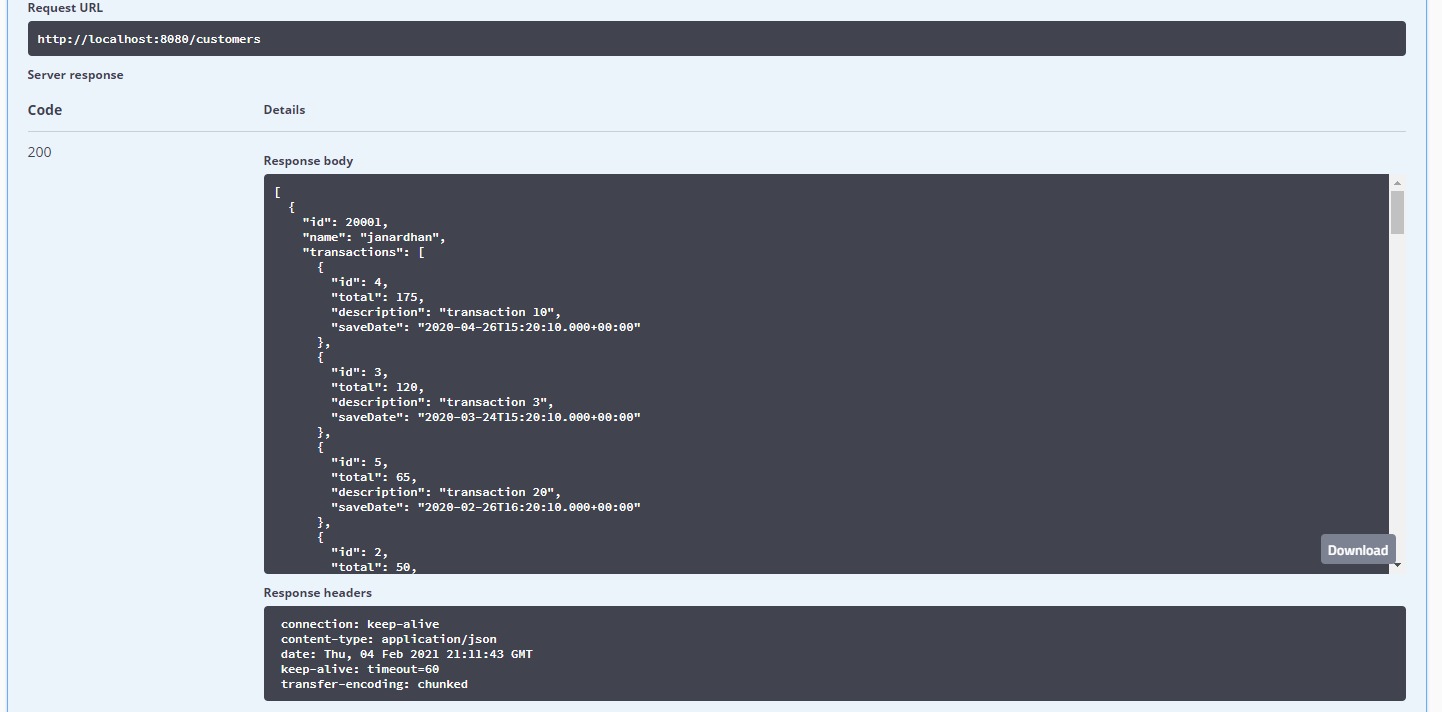 Request URL
http://localhost:8080/customers
Server response
Code Details
200
Response body
[
{
"id": 20001,
"name": "janardhan",
"transactions": [
{
"id": 4,
"total": 175,
"description": "transaction 10",
"saveDate": "2020-04-26T15:20:10.000+00:00"
},
{
"id": 3,
"total": 120,
"description": "transaction 3",
"saveDate": "2020-03-24T15:20:10.000+00:00"
},
{
"id": 5,
"total": 65,
"description": "transaction 20",
"saveDate": "2020-02-26T16:20:10.000+00:00"
},
{
"id": 2,
"total": 50,
Download
Response headers
connection: keep-alive
content-type: application/json
date: Thu, 04 Feb 2021 21:11:43 GMT
keep-alive: timeout=60
transfer-encoding: chunked